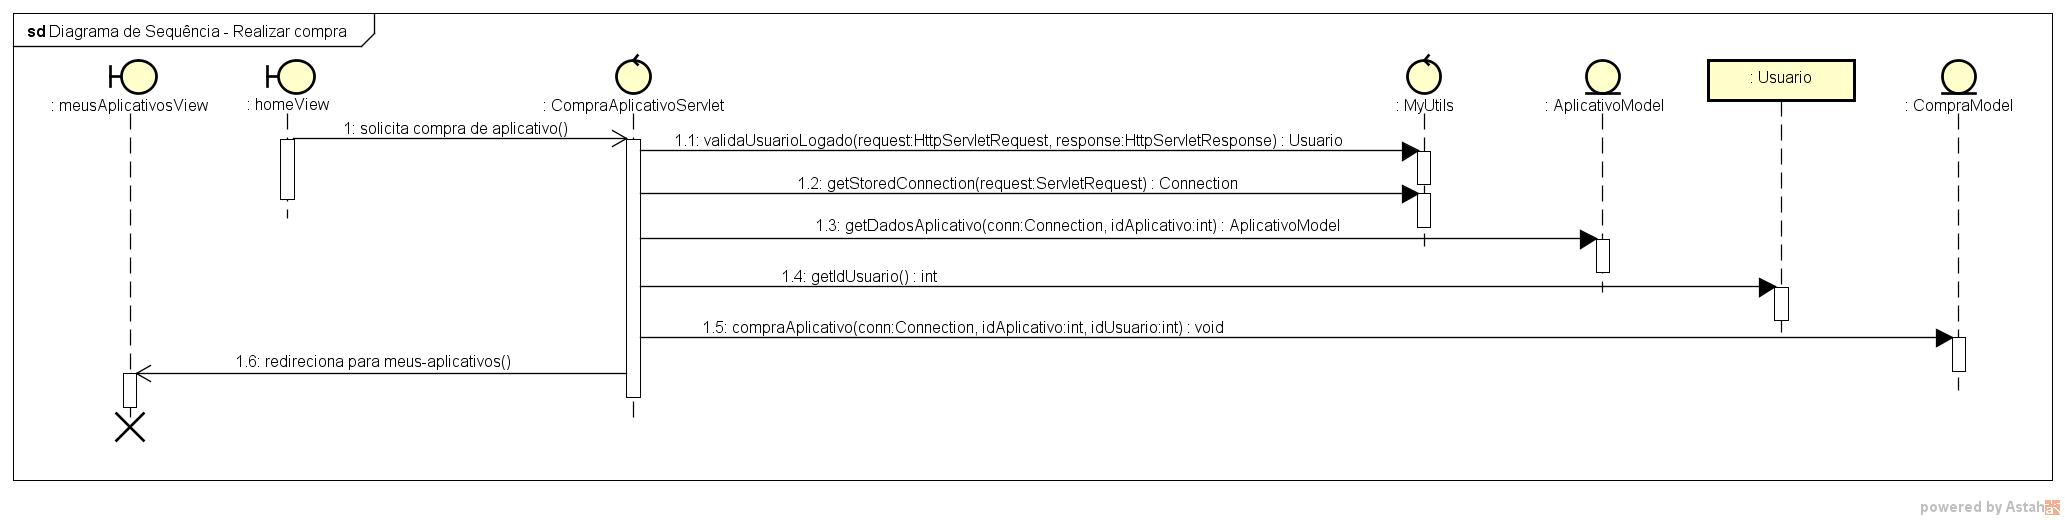 sd Diagrama de Sequência - Realizar compra
: meusAplicativosView
: homeView
: CompraAplicativoServlet
: MyUtils
: AplicativoModel
: Usuario
: CompraModel
1: solicita compra de aplicativo()
1.1: validaUsuarioLogado(request:HttpServletRequest, response:HttpServletResponse) : Usuario
1.2: getStoredConnection(request:ServletRequest) : Connection
1.3: getDadosAplicativo(conn:Connection, idAplicativo:int) : AplicativoModel
1.4: getIdUsuario() : int
1.5: compraAplicativo(conn:Connection, idAplicativo:int, idUsuario:int) : void
1.6: redireciona para meus-aplicativos()
powered by Astah